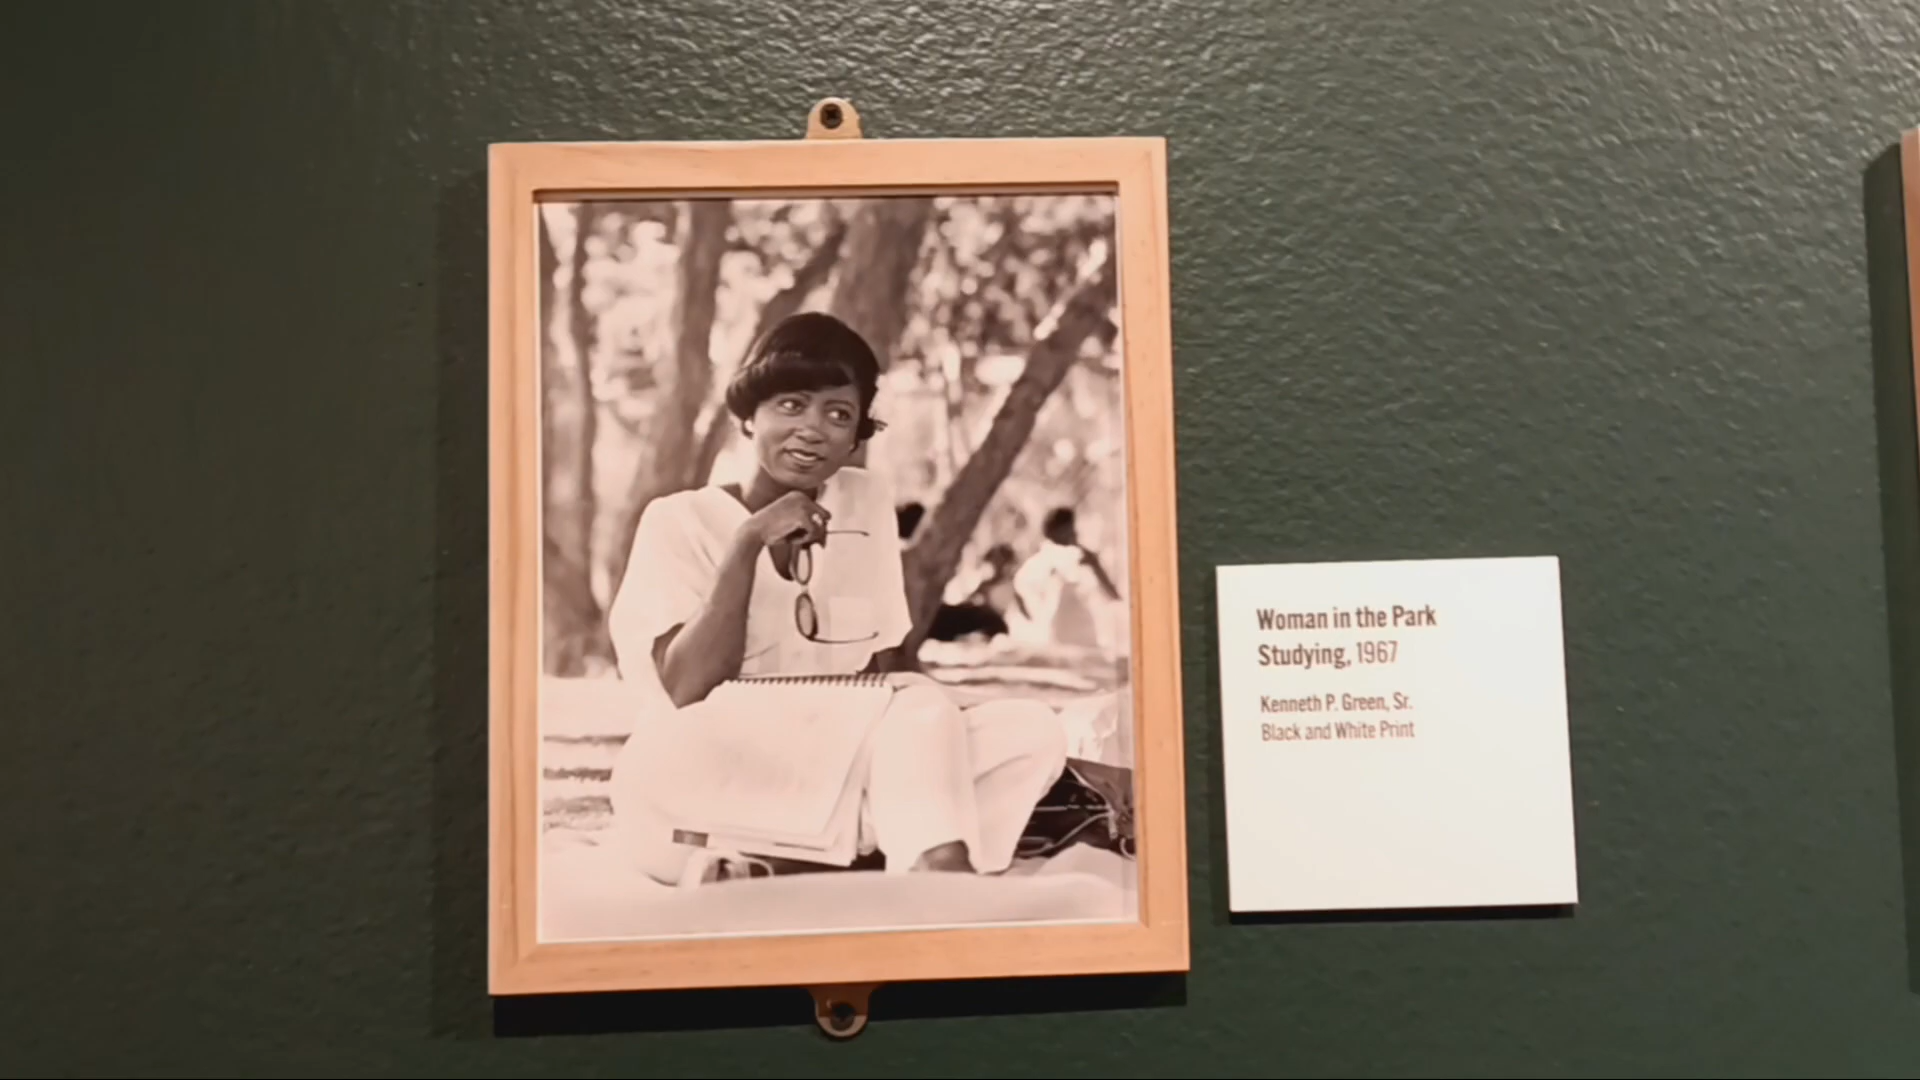 Woman in the Park
Studying, 1967
Kenneth P. Green, Sr.
Black and White Print